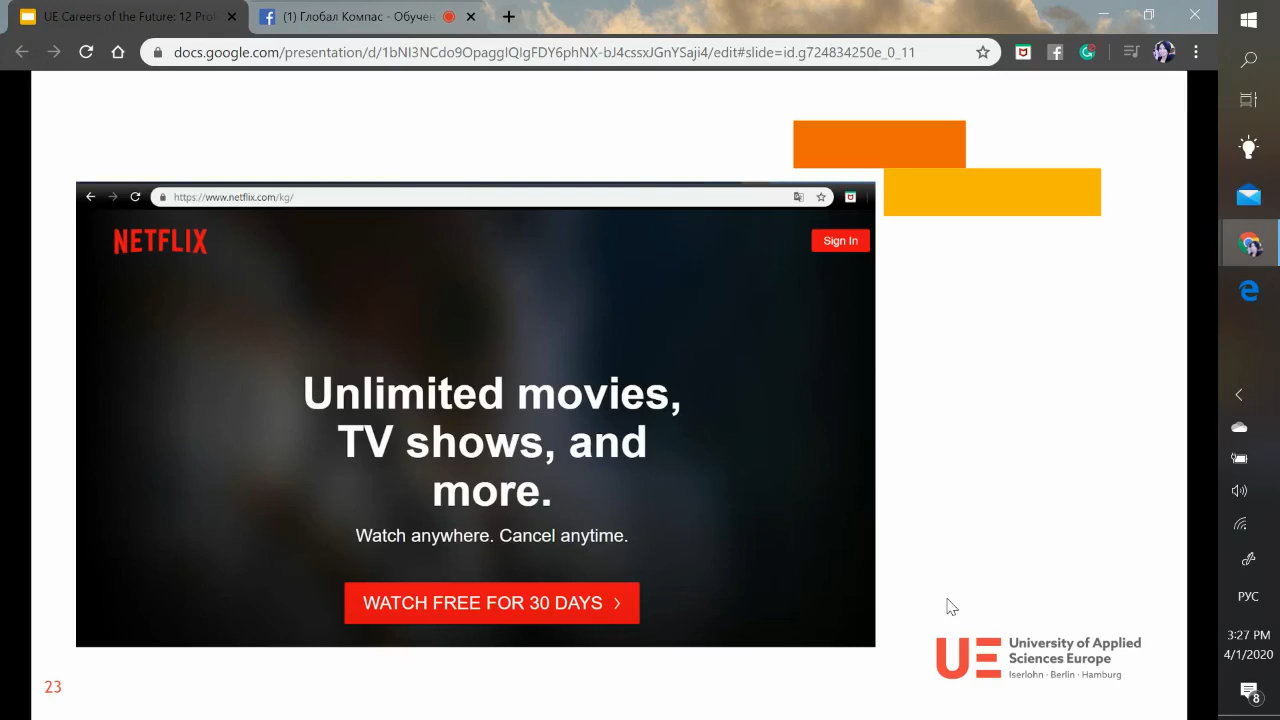 UE Careers of the Future: 12 Prof
(1) Глобал Компас - Обучен
docs.google.com/presentation/d/1bNI3NCdo9OpaggIQIgFDY6phNX-bJ4cssxJGnYSaji4/edit#slide=id.g724834250e_0_11
https://www.netflix.com/kg/
NETFLIX
Sign In
Unlimited movies,
TV shows, and
more.
Watch anywhere. Cancel anytime.
WATCH FREE FOR 30 DAYS
UE University of Applied
Sciences Europe
Iserlohn · Berlin · Hamburg
23
РУС
3:27 PM
4/1/2020
8